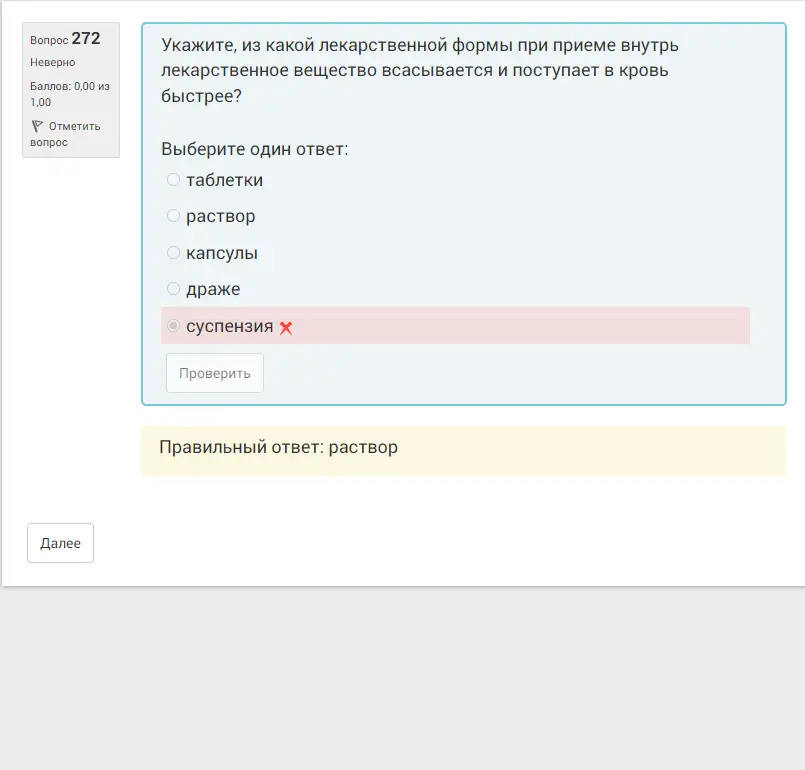 Вопрос 272
Неверно
Баллов: 0,00 из
1,00
Отметить
вопрос
Укажите, из какой лекарственной формы при приеме внутрь
лекарственное вещество всасывается и поступает в кровь
быстрее?
Выберите один ответ:
таблетки
раствор
капсулы
драже
суспензия
Проверить
Правильный ответ: раствор
Далее